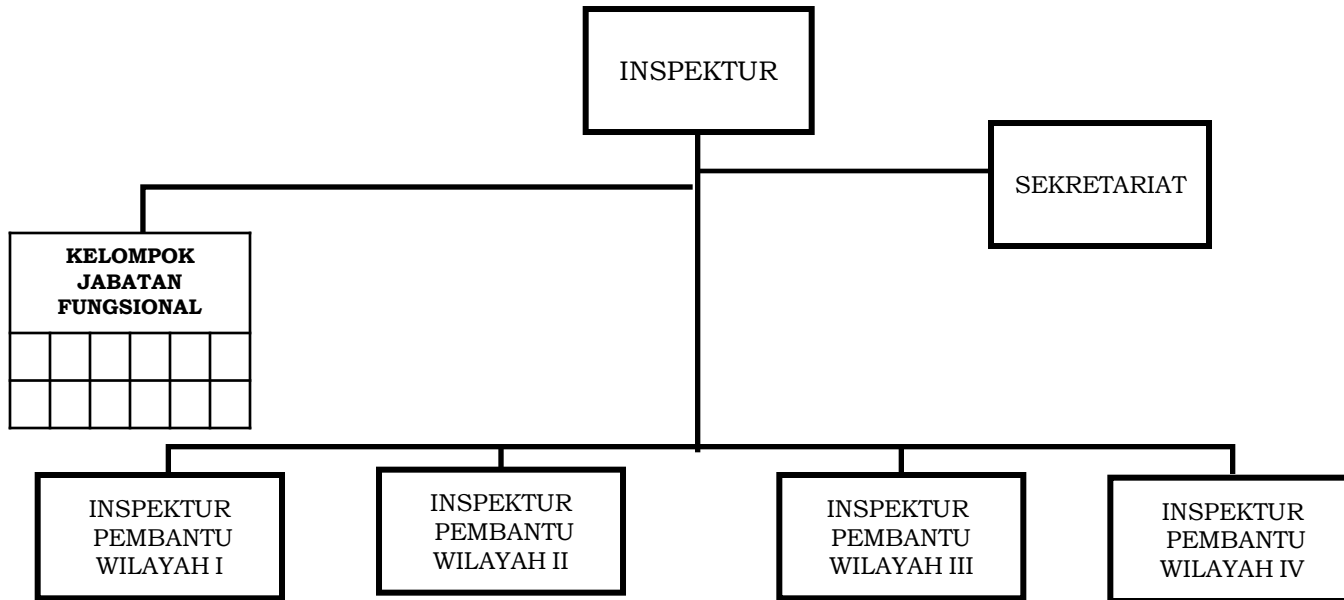 INSPEKTUR
SEKRETARIAT
KELOMPOK
JABATAN
FUNGSIONAL
INSPEKTUR
PEMBANTU
WILAYAH I
INSPEKTUR
PEMBANTU
WILAYAH II
INSPEKTUR
PEMBANTU
WILAYAH III
INSPEKTUR
PEMBANTU
WILAYAH IV